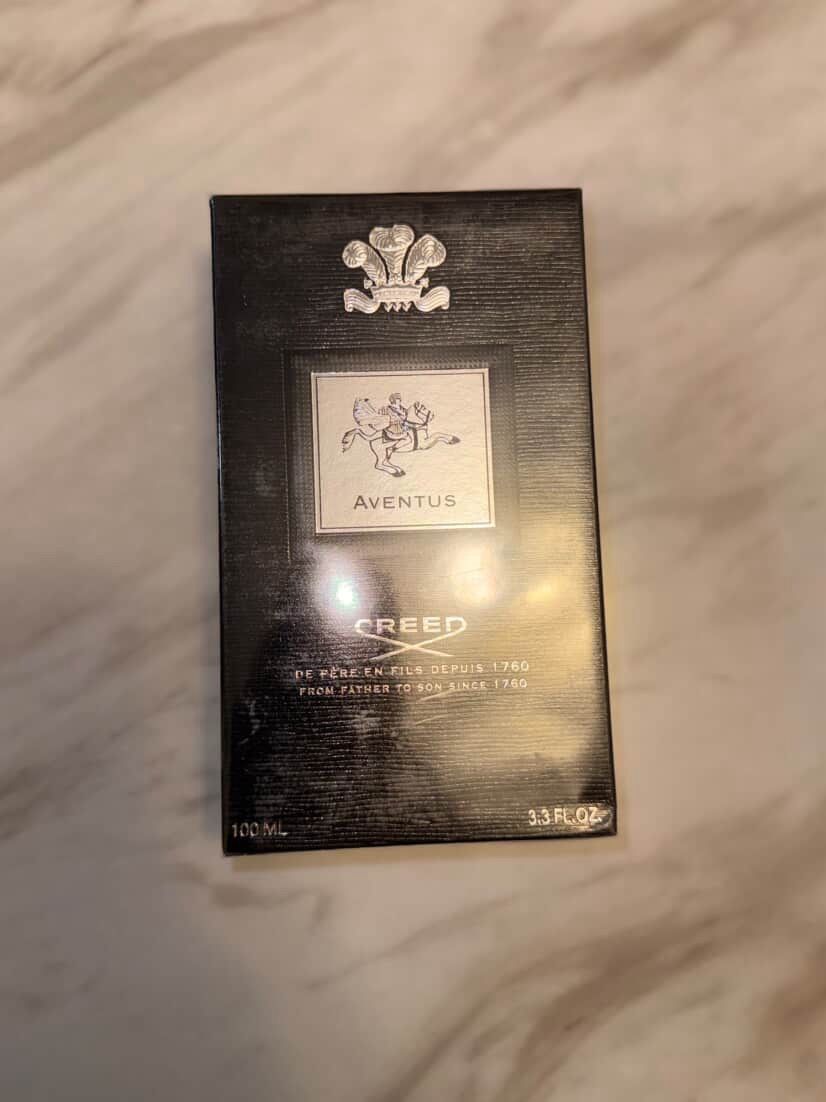 AVENTUS
CREED
DE PÈRE EN FILS DEPUIS 1760
FROM FATHER TO SON SINCE 1760
100 ML
3.3 FL.OZ.